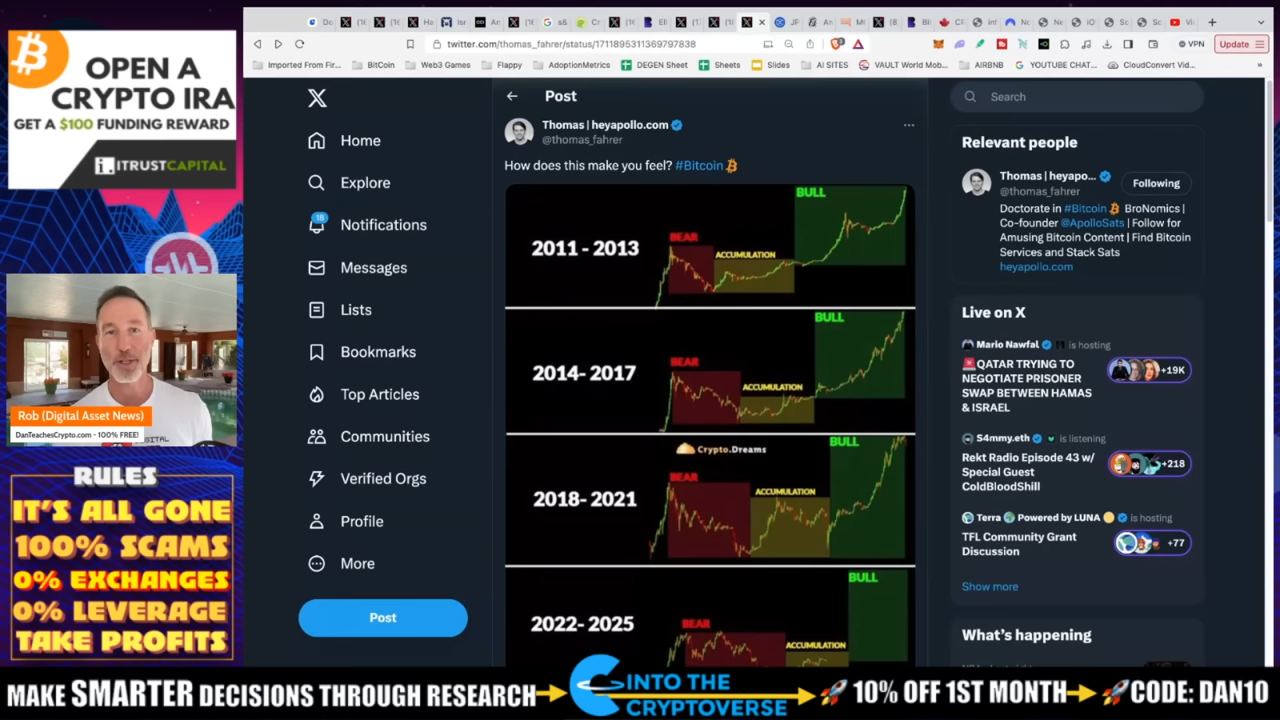 OPEN A
CRYPTO IRA
GET A $100 FUNDING REWARD
ITRUSTCAPITAL
Rob (Digital Asset News)
DanTeachesCrypto.com - 100% FREE!
RULES
IT'S ALL GONE
100% SCAMS
0% EXCHANGES
0% LEVERAGE
TAKE PROFITS
twitter.com/thomas_fahrer/status/1711895311369797838
VPN
Update
Imported From Fir...
BitCoin
Web3 Games
Flappy
AdoptionMetrics
DEGEN Sheet
Sheets
Slides
AI SITES
VAULT World Mob...
AIRBNB
YOUTUBE CHAT...
CloudConvert Vid...
Home
Explore
18
Notifications
Messages
Lists
Bookmarks
Top Articles
Communities
Verified Orgs
Profile
More
Post
Post
Thomas | heyapollo.com
@thomas_fahrer
How does this make you feel? #Bitcoin
2011 - 2013
BEAR
ACCUMULATION
BULL
2014 - 2017
BEAR
ACCUMULATION
BULL
Crypto.Dreams
2018- 2021
BEAR
ACCUMULATION
BULL
2022- 2025
BEAR
ACCUMULATION
BULL
Search
Relevant people
Thomas | heyapo...
@thomas_fahrer
Following
Doctorate in #Bitcoin BroNomics |
Co-founder @ApolloSats | Follow for
Amusing Bitcoin Content | Find Bitcoin
Services and Stack Sats
heyapollo.com
Live on X
Mario Nawfal is hosting
QATAR TRYING TO
NEGOTIATE PRISONER
SWAP BETWEEN HAMAS
& ISRAEL
+19K
S4mmy.eth is listening
Rekt Radio Episode 43 w/
Special Guest
ColdBloodShill
+218
Terra Powered by LUNA is hosting
TFL Community Grant
Discussion
+77
Show more
What's happening
MAKE SMARTER DECISIONS THROUGH RESEARCH
INTO THE
CRYPTOVERSE
10% OFF 1ST MONTH
CODE: DAN10